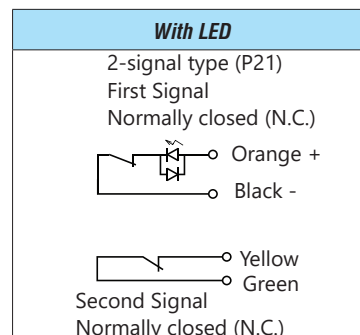 With LED
2-signal type (P21)
First Signal
Normally closed (N.C.)
Orange +
Black -
Yellow
Green
Second Signal
Normally closed (N.C.)